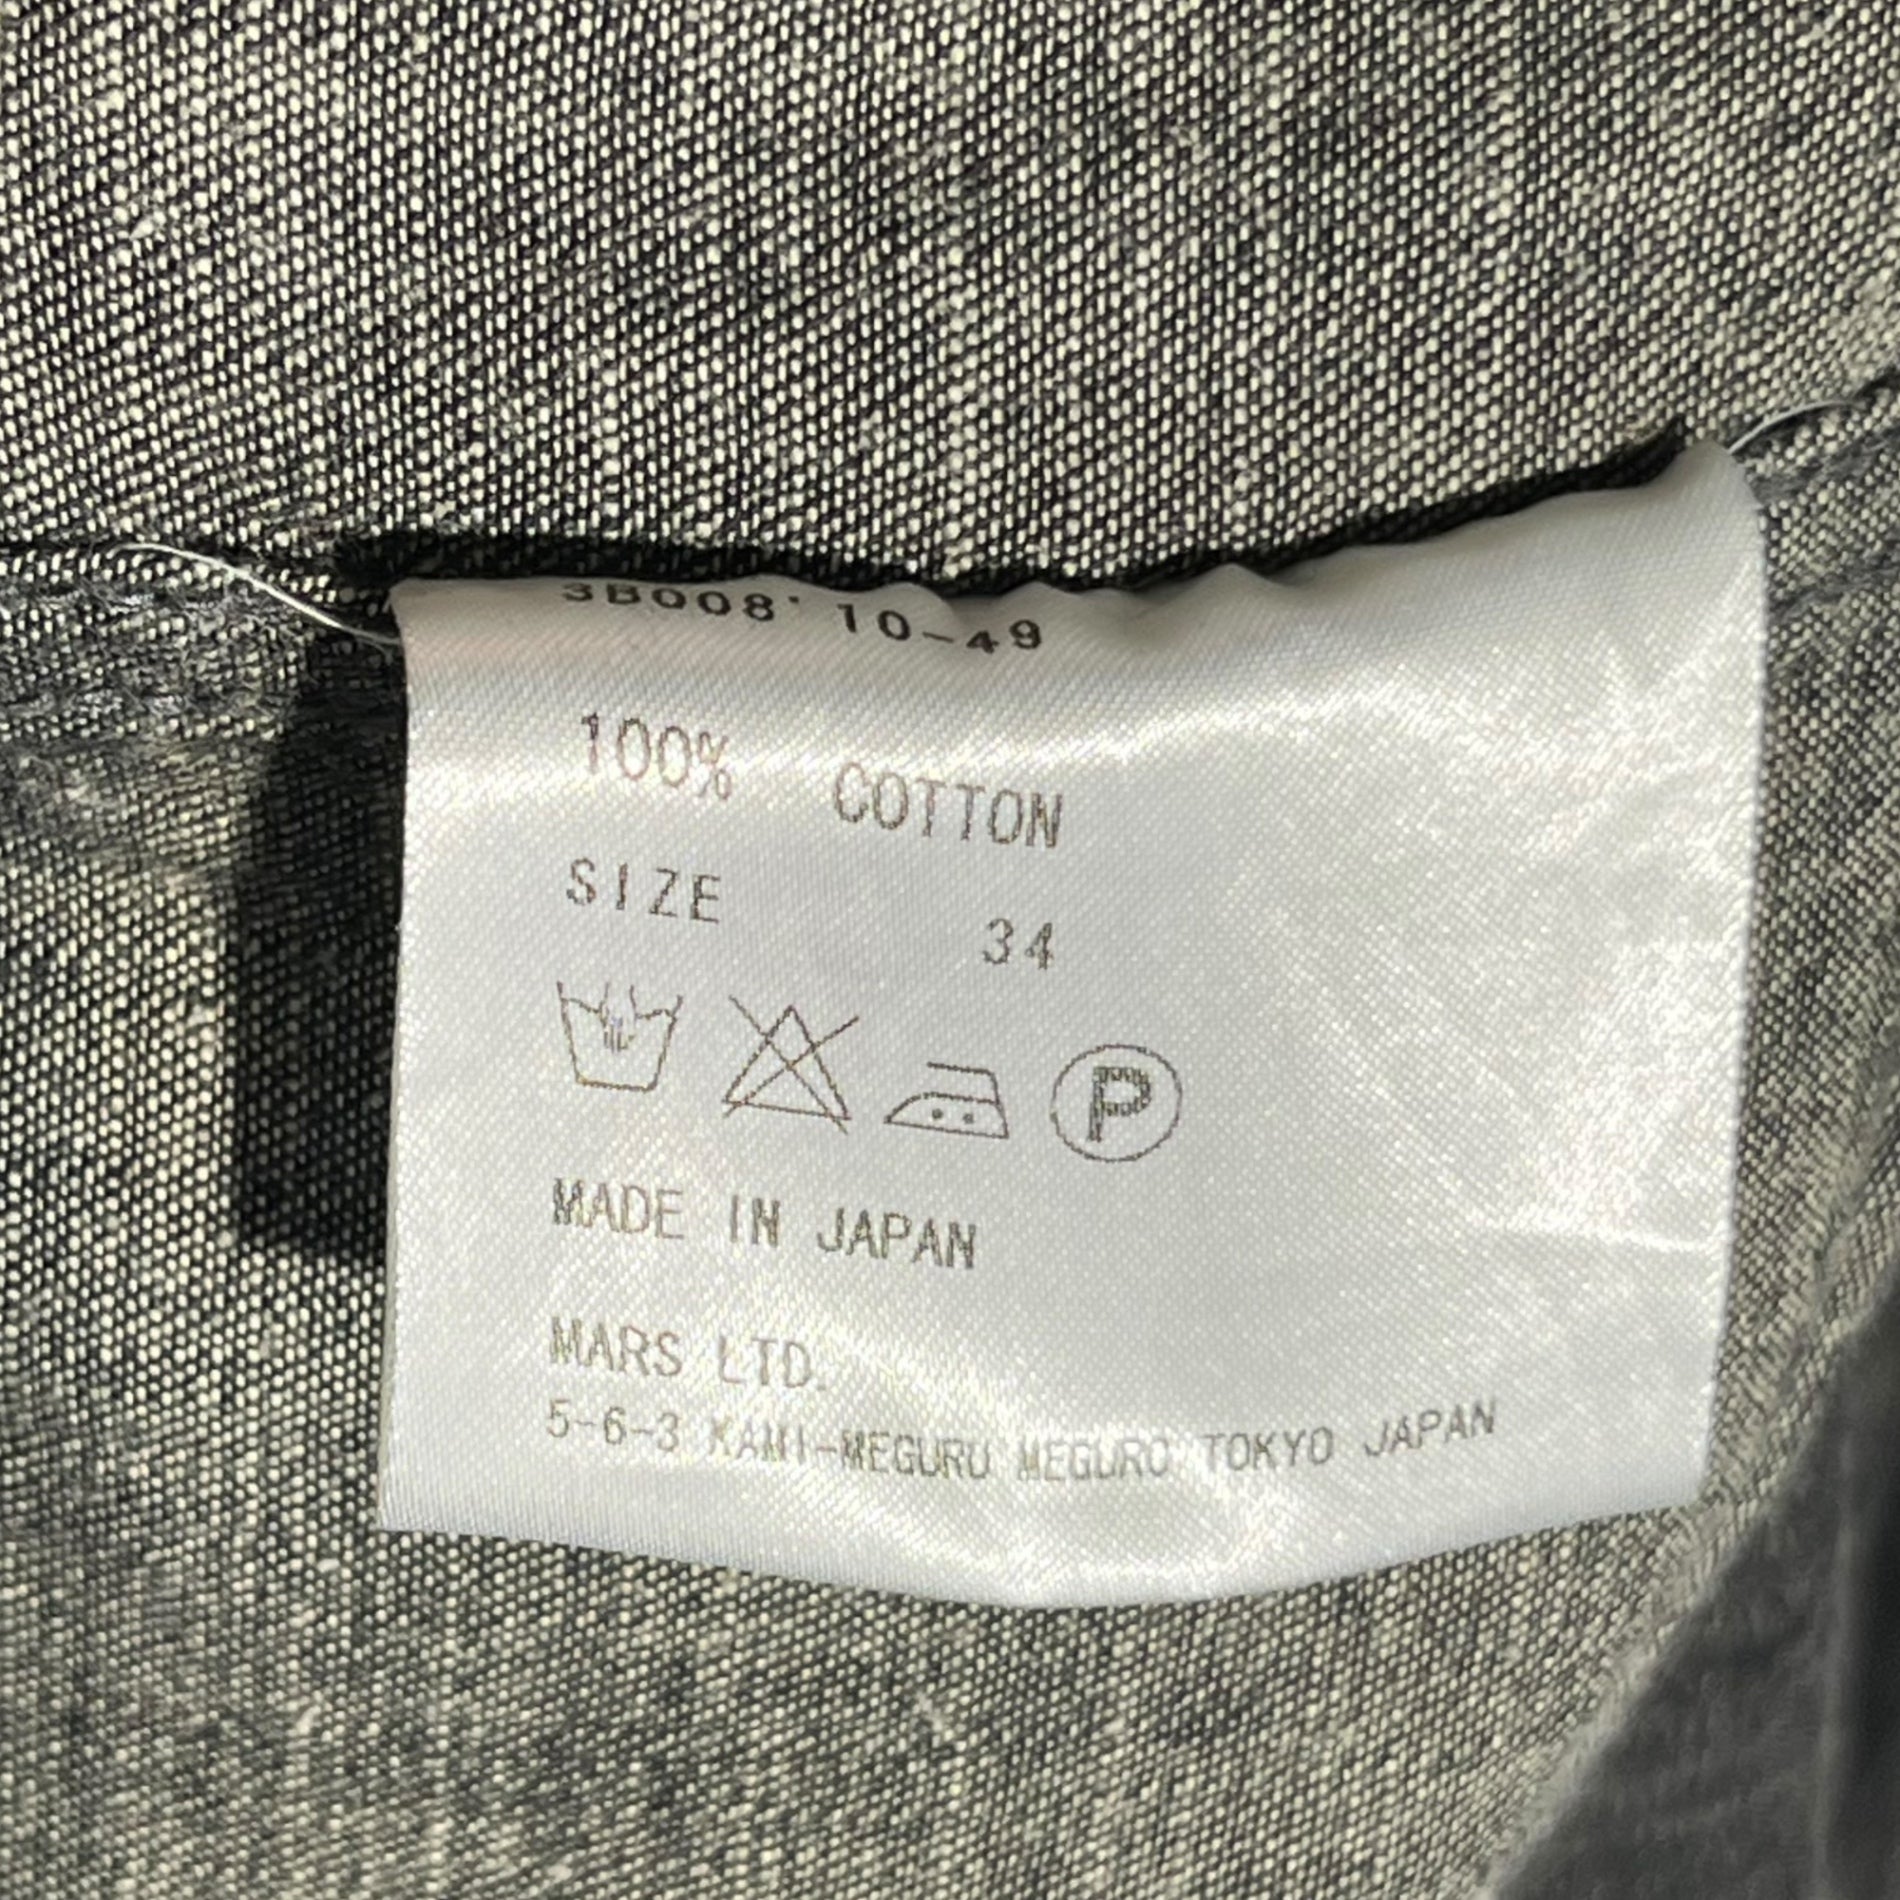 3B008' 10-49
100% COTTON
SIZE 34
P
MADE IN JAPAN
MARS LTD.
5-6-3 KAMI-MEGURU MEGURO TOKYO JAPAN